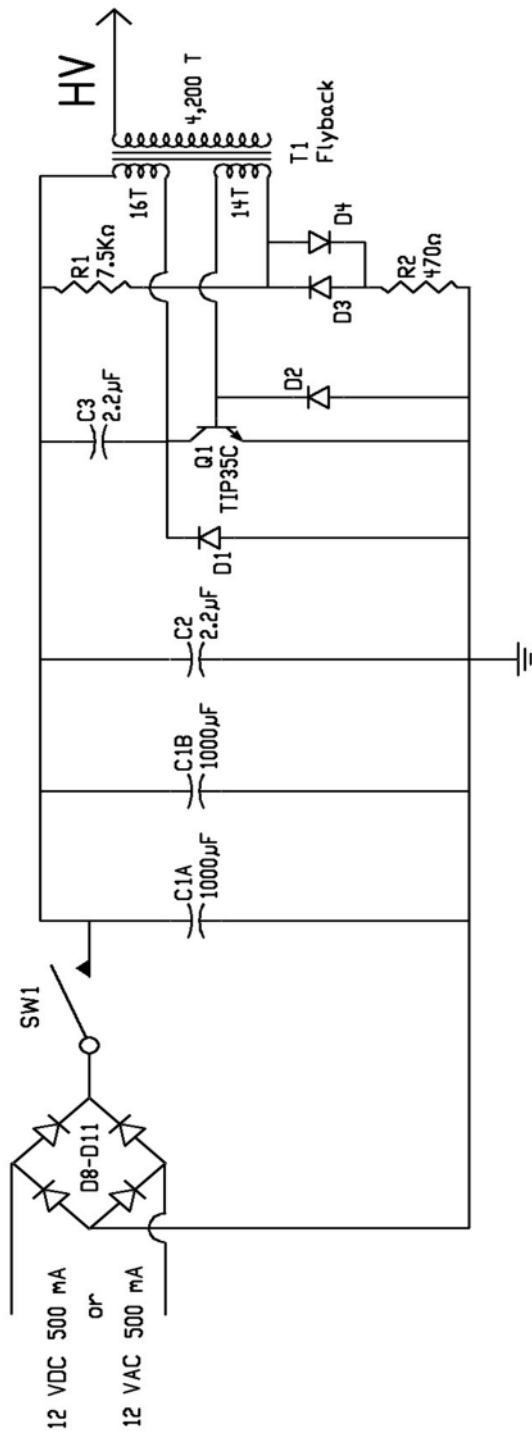 12 VDC 500 mA
or
12 VAC 500 mA
D8-D11
SW1
C1A
1000µF
C1B
1000µF
C2
2.2µF
D1
C3
2.2µF
Q1
TIP35C
D2
R1
7.5KΩ
D3
D4
R2
470Ω
16T
14T
4,200 T
T1
Flyback
HV